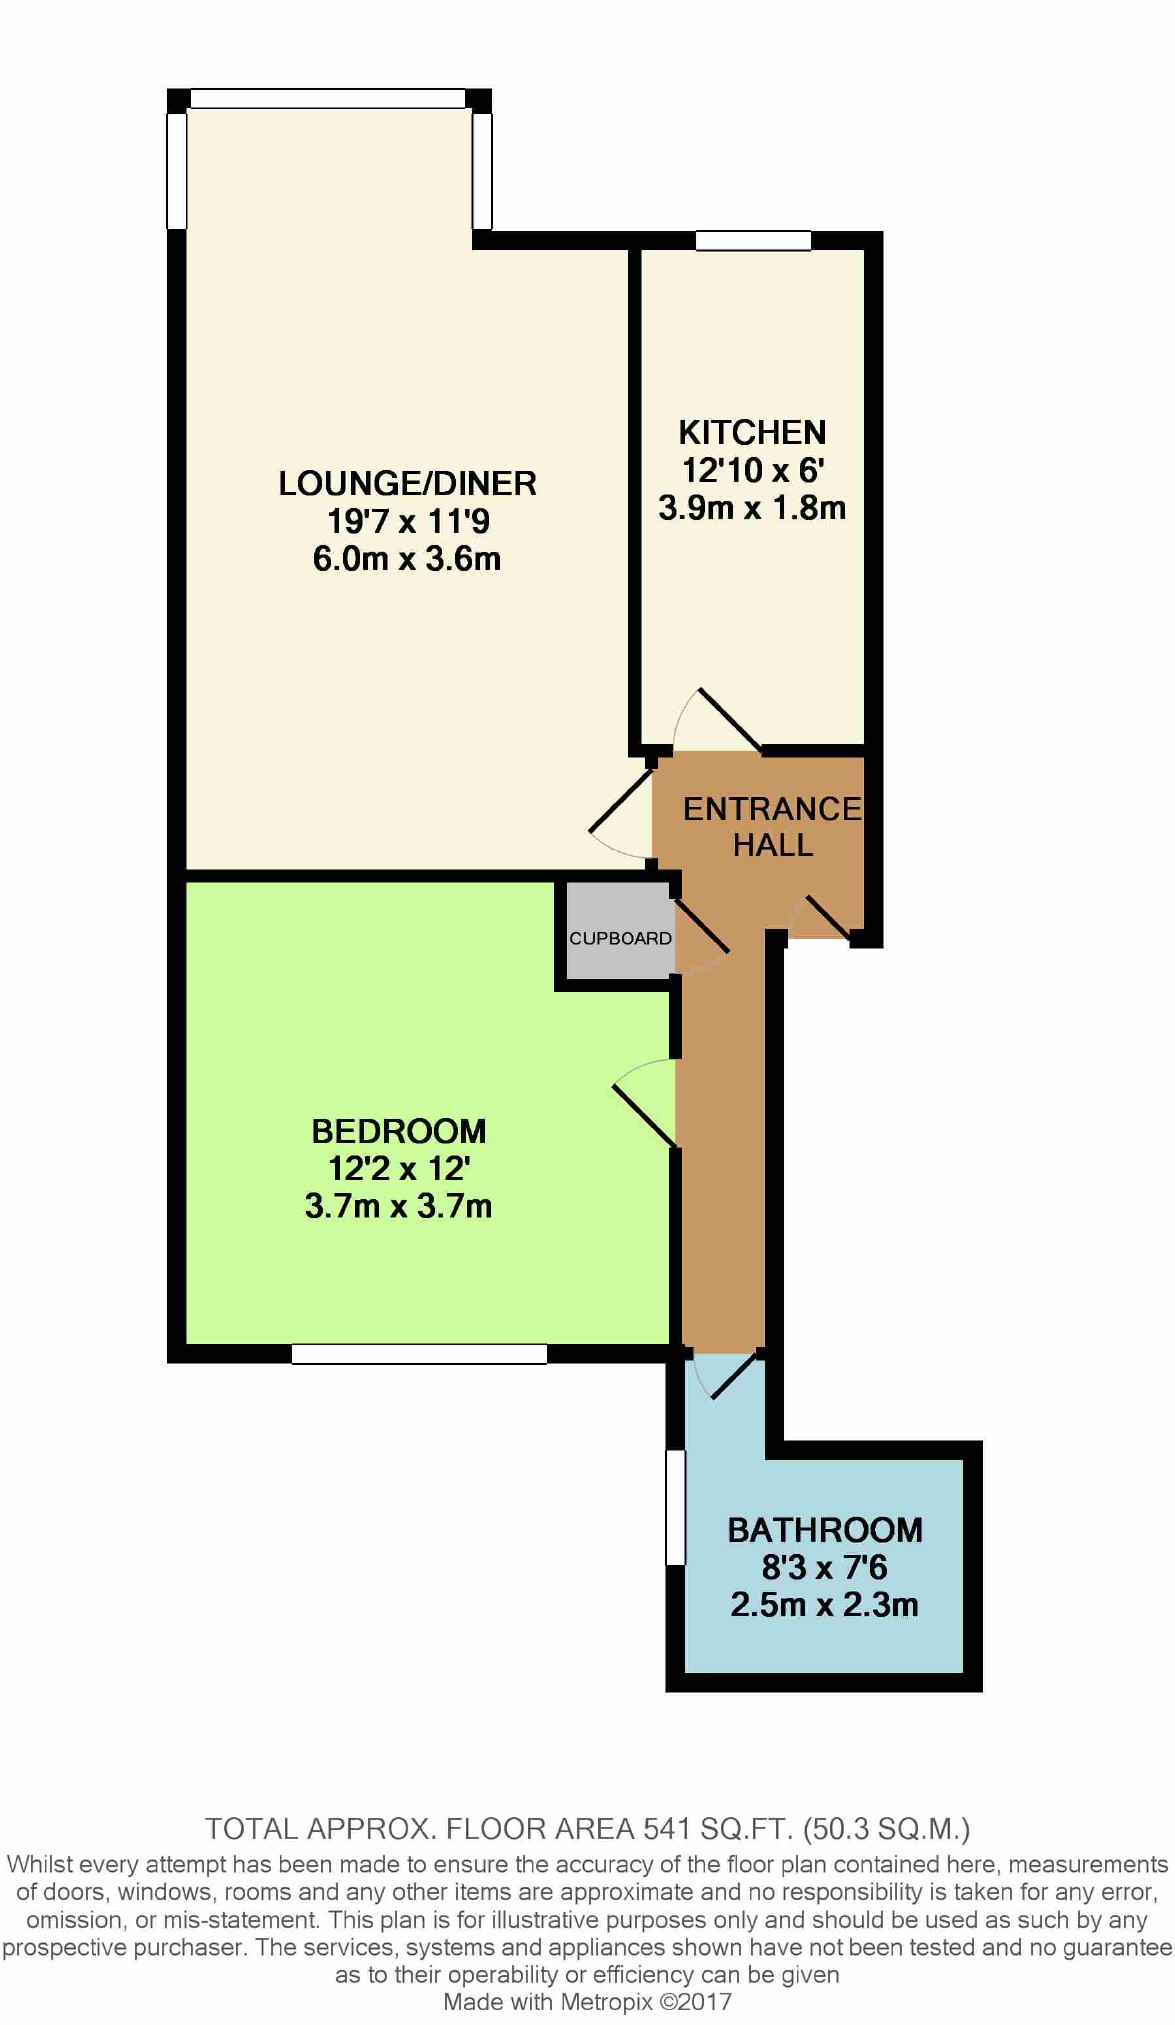 LOUNGE/DINER
19'7 x 11'9
6.0m x 3.6m
KITCHEN
12'10 x 6'
3.9m x 1.8m
ENTRANCE
HALL
CUPBOARD
BEDROOM
12'2 x 12'
3.7m x 3.7m
BATHROOM
8'3 x 7'6
2.5m x 2.3m
TOTAL APPROX. FLOOR AREA 541 SQ.FT. (50.3 SQ.M.)
Whilst every attempt has been made to ensure the accuracy of the floor plan contained here, measurements
of doors, windows, rooms and any other items are approximate and no responsibility is taken for any error,
omission, or mis-statement. This plan is for illustrative purposes only and should be used as such by any
prospective purchaser. The services, systems and appliances shown have not been tested and no guarantee
as to their operability or efficiency can be given
Made with Metropix ©2017